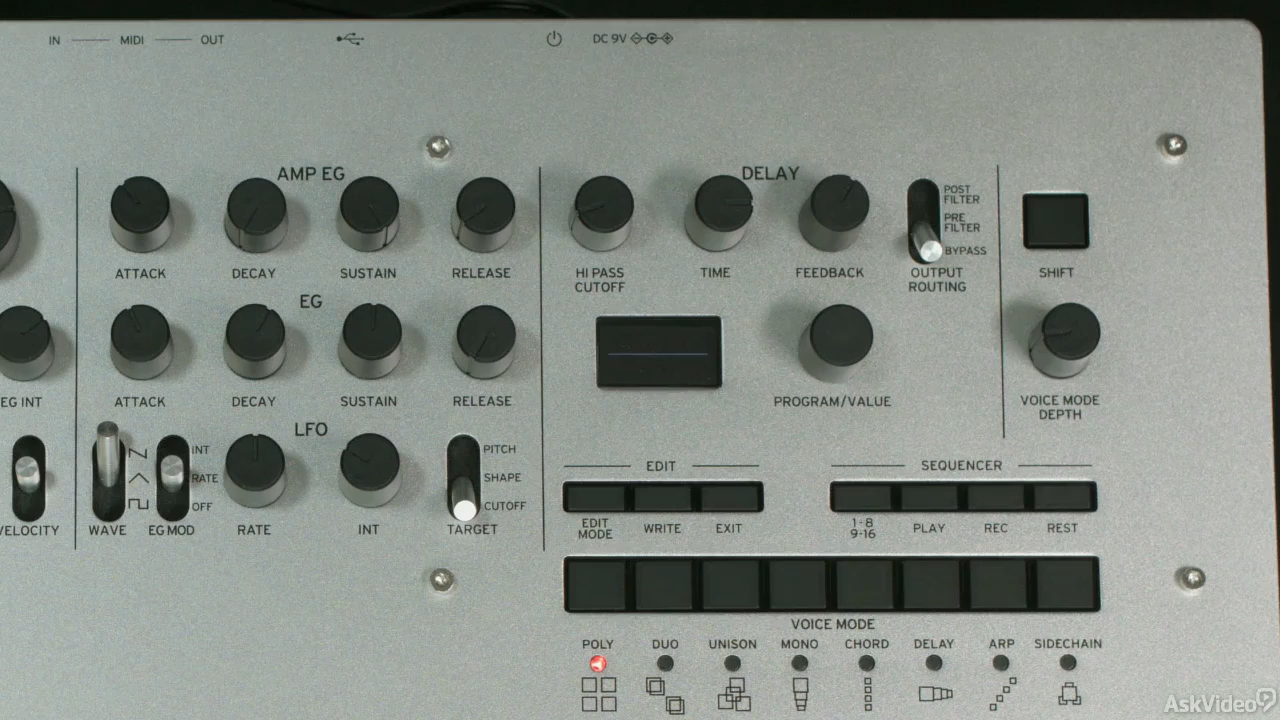 IN MIDI OUT DC 9V
AMP EG
ATTACK DECAY SUSTAIN RELEASE
EG
ATTACK DECAY SUSTAIN RELEASE
EG INT
LFO
INT
RATE
OFF
PITCH
SHAPE
CUTOFF
VELOCITY WAVE EG MOD RATE INT TARGET
DELAY
POST
FILTER
PRE
FILTER
BYPASS
HI PASS
CUTOFF
TIME FEEDBACK
OUTPUT
ROUTING
SHIFT
PROGRAM/VALUE
VOICE MODE
DEPTH
EDIT
EDIT
MODE
WRITE EXIT
SEQUENCER
1-8
9-16
PLAY REC REST
VOICE MODE
POLY DUO UNISON MONO CHORD DELAY ARP SIDECHAIN
AskVideo